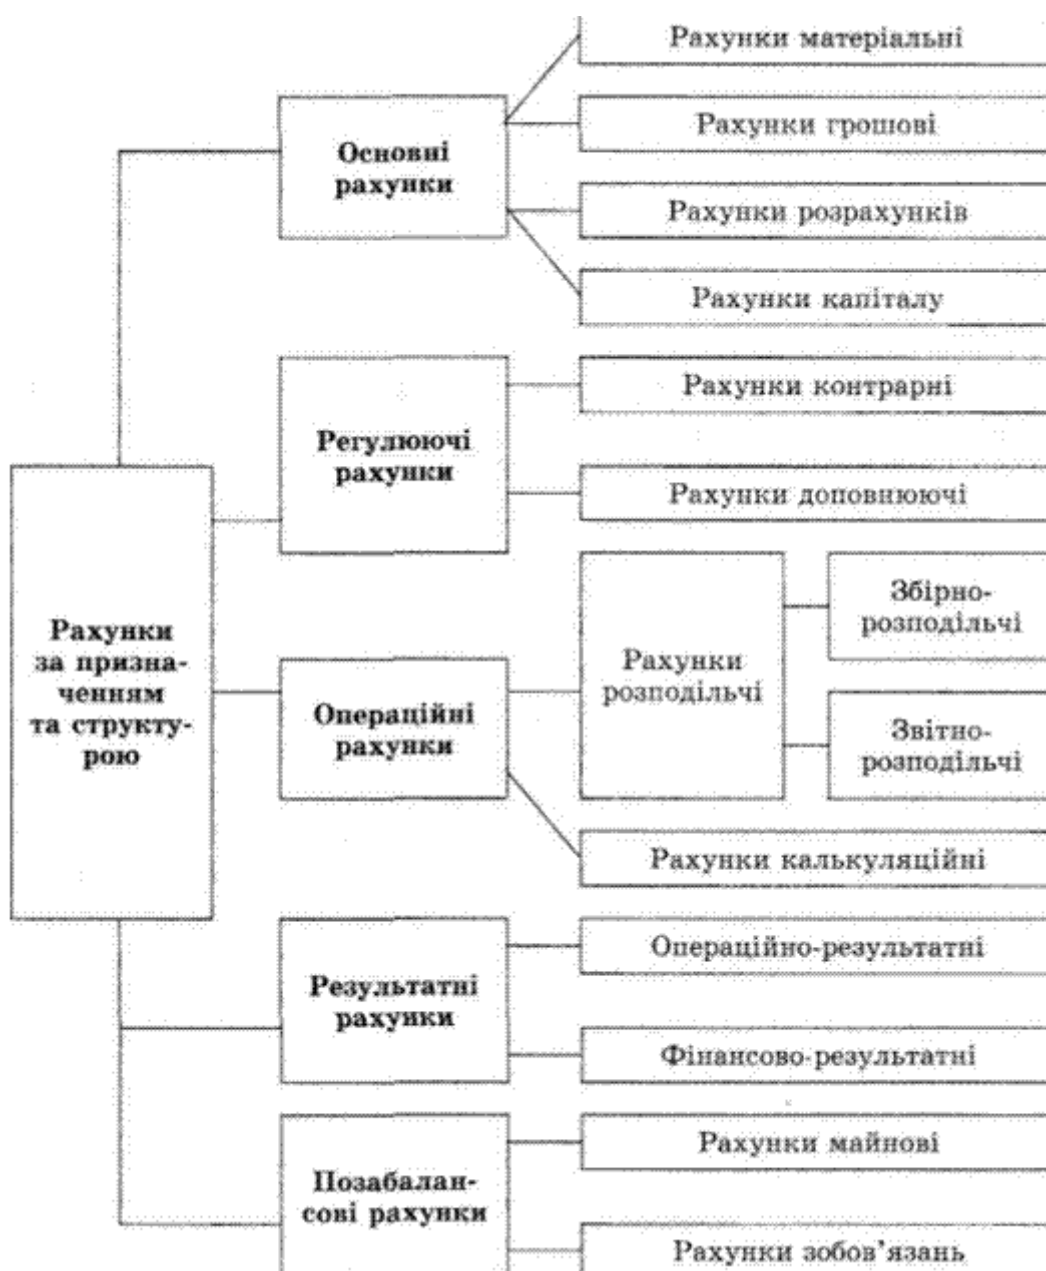 Рахунки матеріальні
Основні
рахунки
Рахунки грошові
Рахунки розрахунків
Рахунки капіталу
Регулюючі
рахунки
Рахунки контрарні
Рахунки доповнюючі
Рахунки
за призна-
ченням
та структу-
рою
Операційні
рахунки
Рахунки
розподільчі
Збірно-
розподільчі
Звітно-
розподільчі
Рахунки калькуляційні
Результатні
рахунки
Операційно-результатні
Фінансово-результатні
Позабалан-
сові рахунки
Рахунки майнові
Рахунки зобов’язань